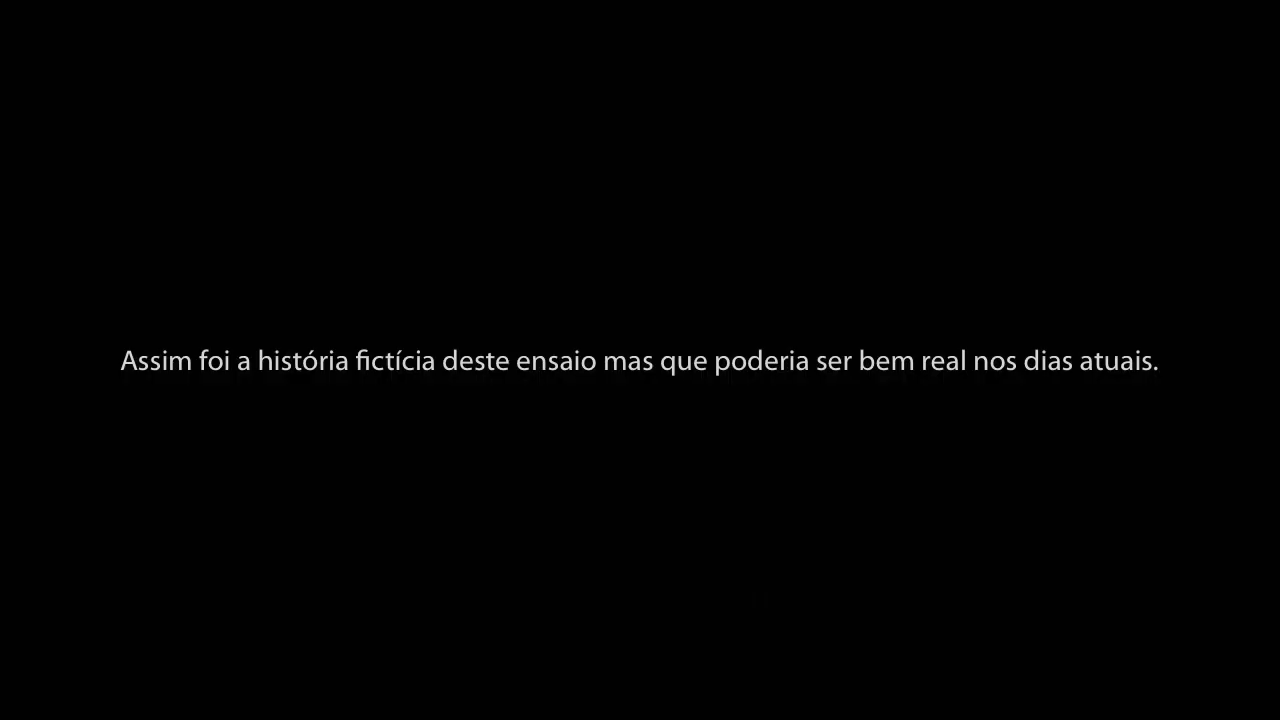 Assim foi a história fictícia deste ensaio mas que poderia ser bem real nos dias atuais.